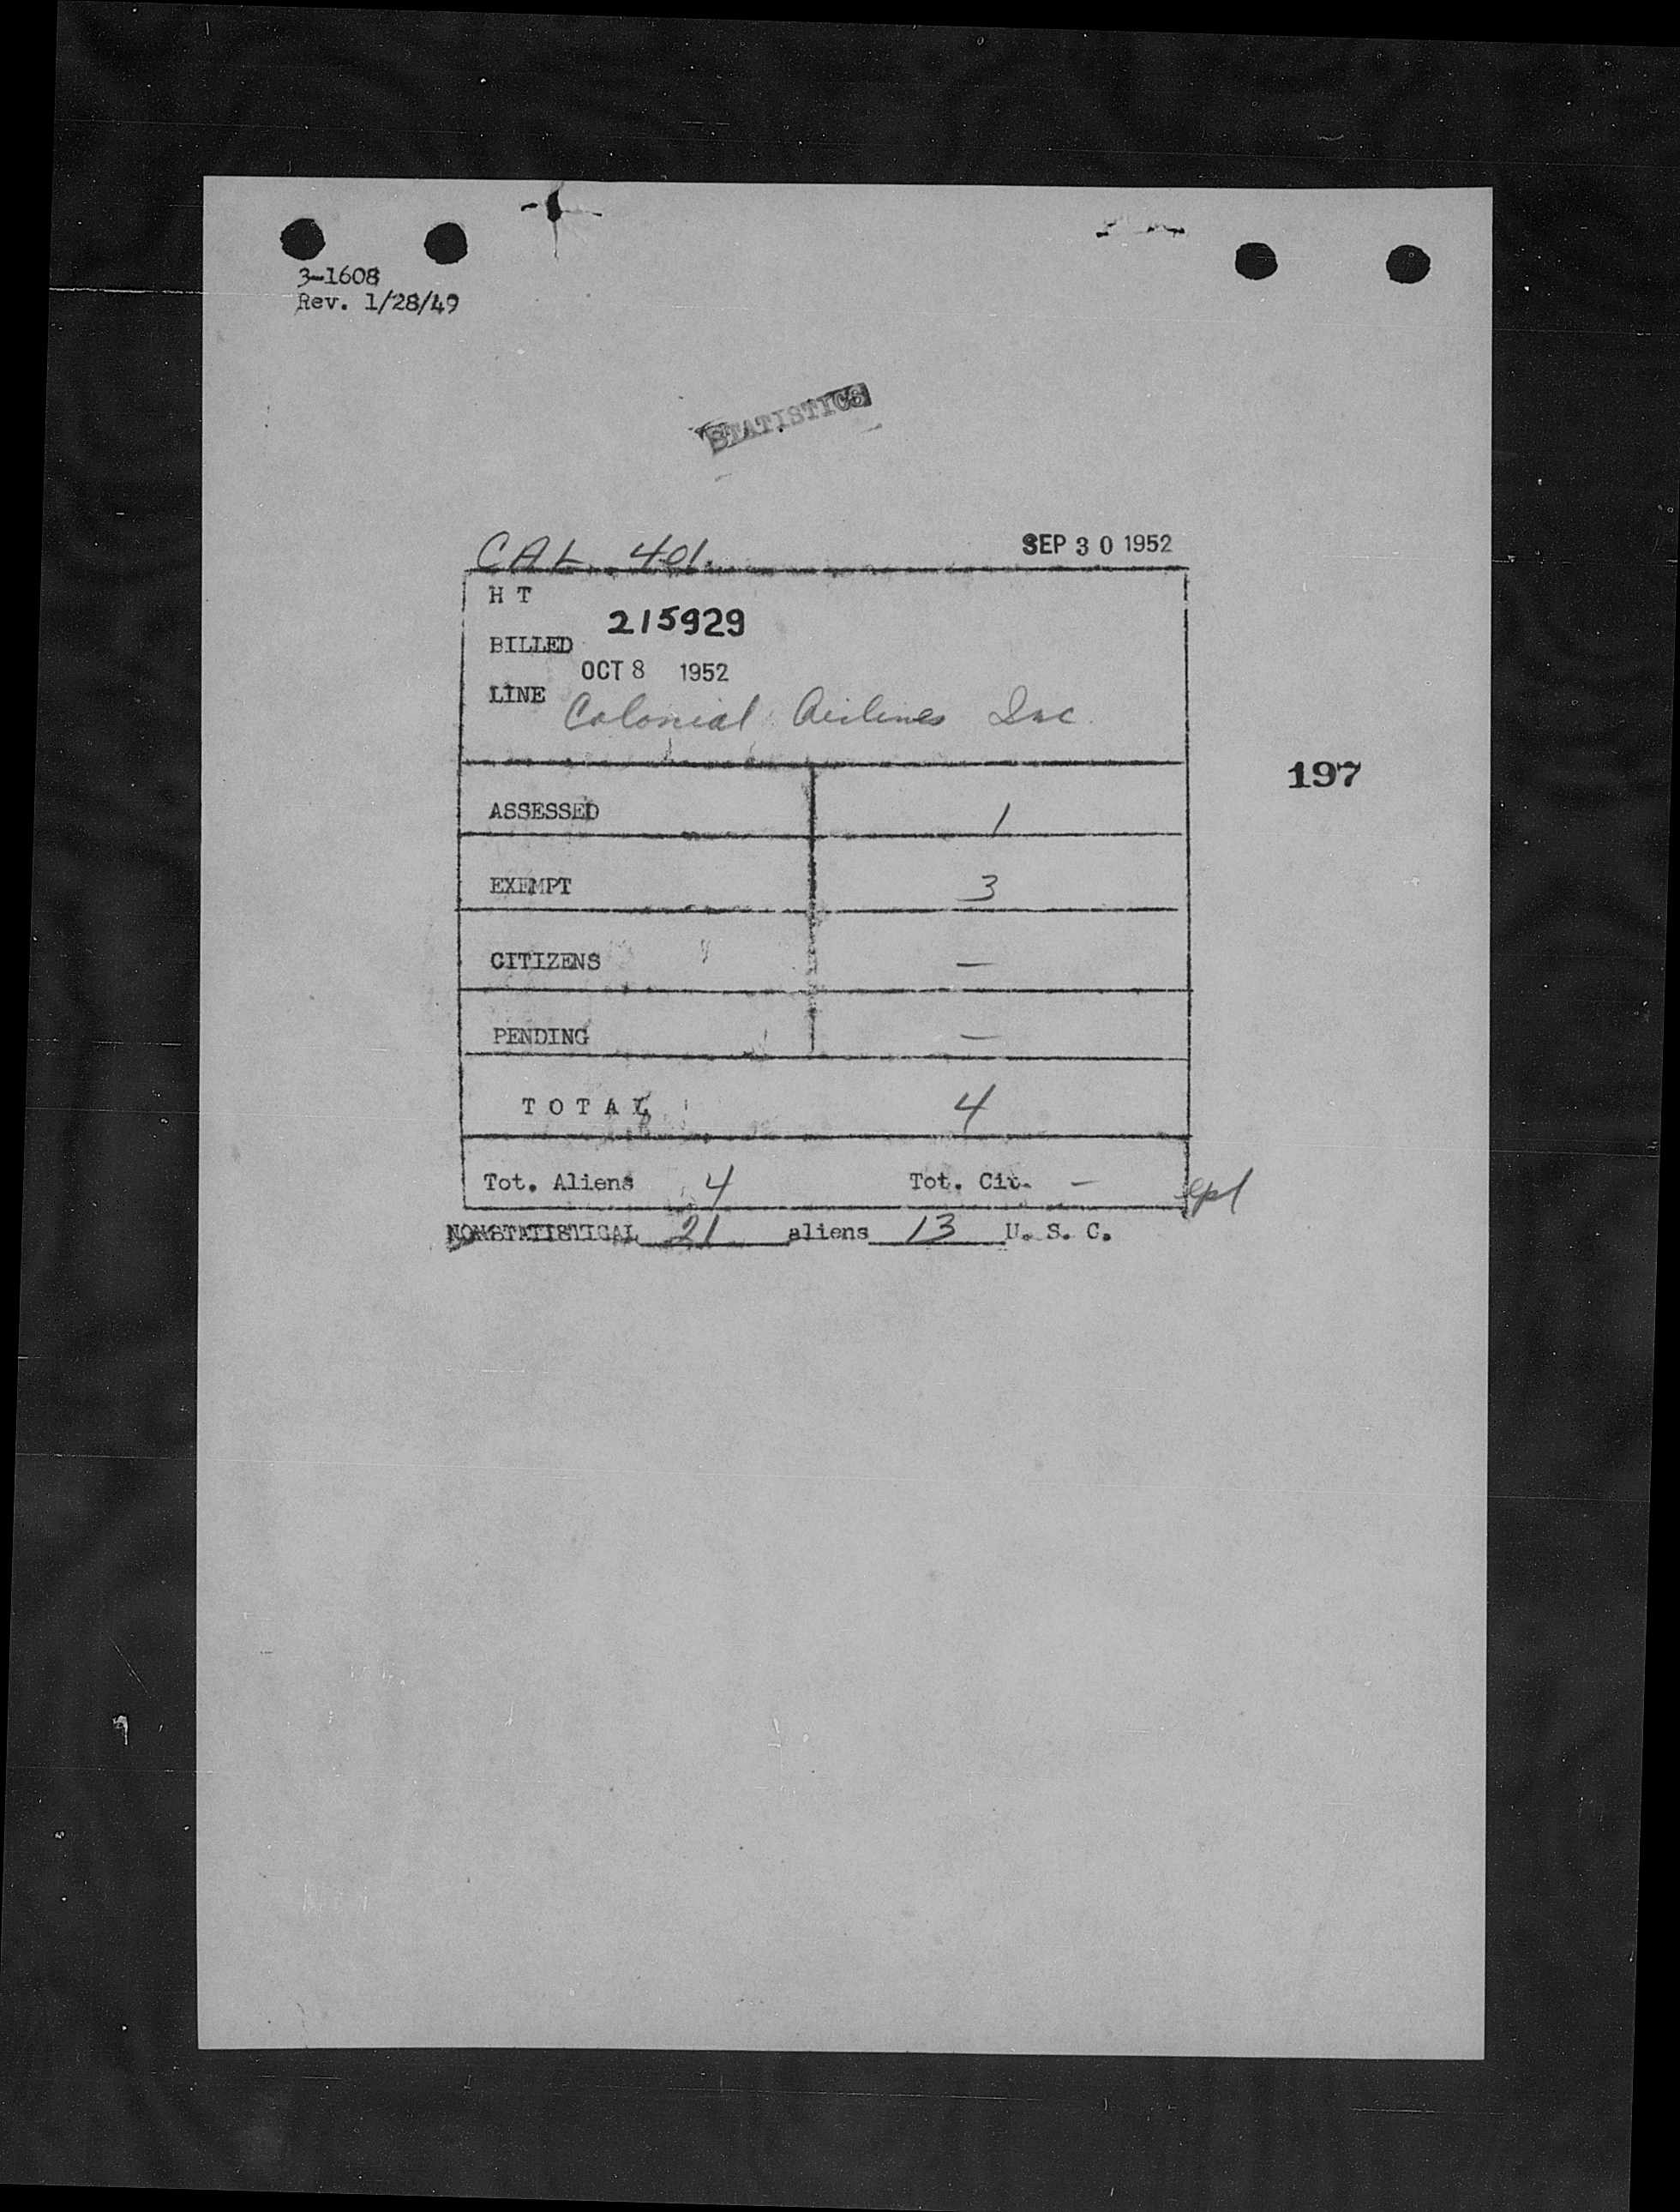 3-1608
Rev. 1/28/49
STATISTICS
CAL 401
SEP 30 1952
H T
215929
BILLED
OCT 8 1952
LINE Colonial Airlines Inc.
197
ASSESSED 1
EXEMPT 3
CITIZENS —
PENDING —
TOTAL 4
Tot. Aliens 4 Tot. Cit. —
NONSTATISTICAL 21 aliens 13 U. S. C.